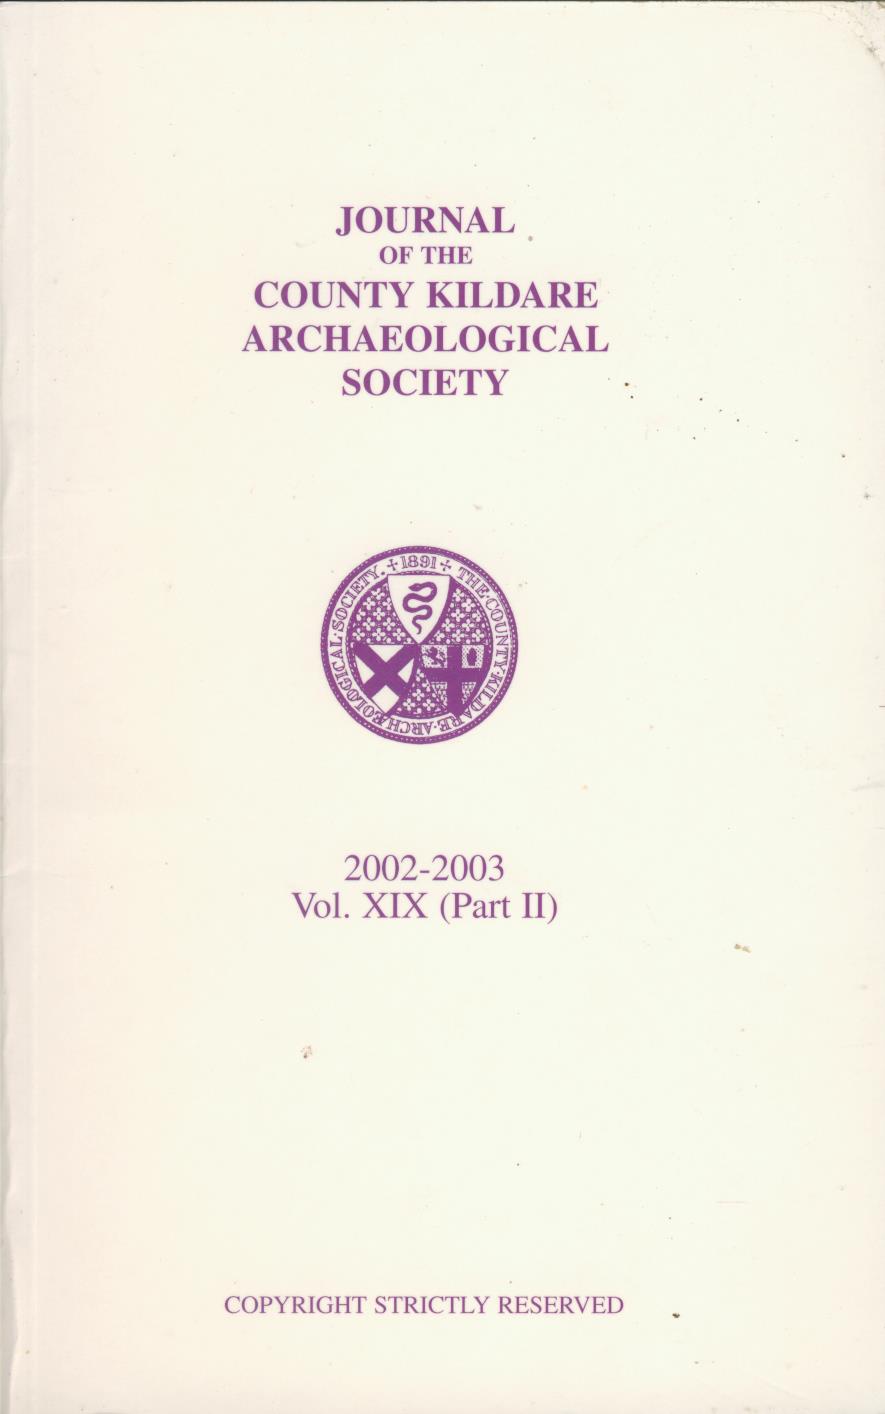 JOURNAL
OF THE
COUNTY KILDARE
ARCHAEOLOGICAL
SOCIETY
+ 1891 + THE·COUNTY·KILDARE·ARCHÆOLOGICAL·SOCIETY.
2002-2003
Vol. XIX (Part II)
COPYRIGHT STRICTLY RESERVED